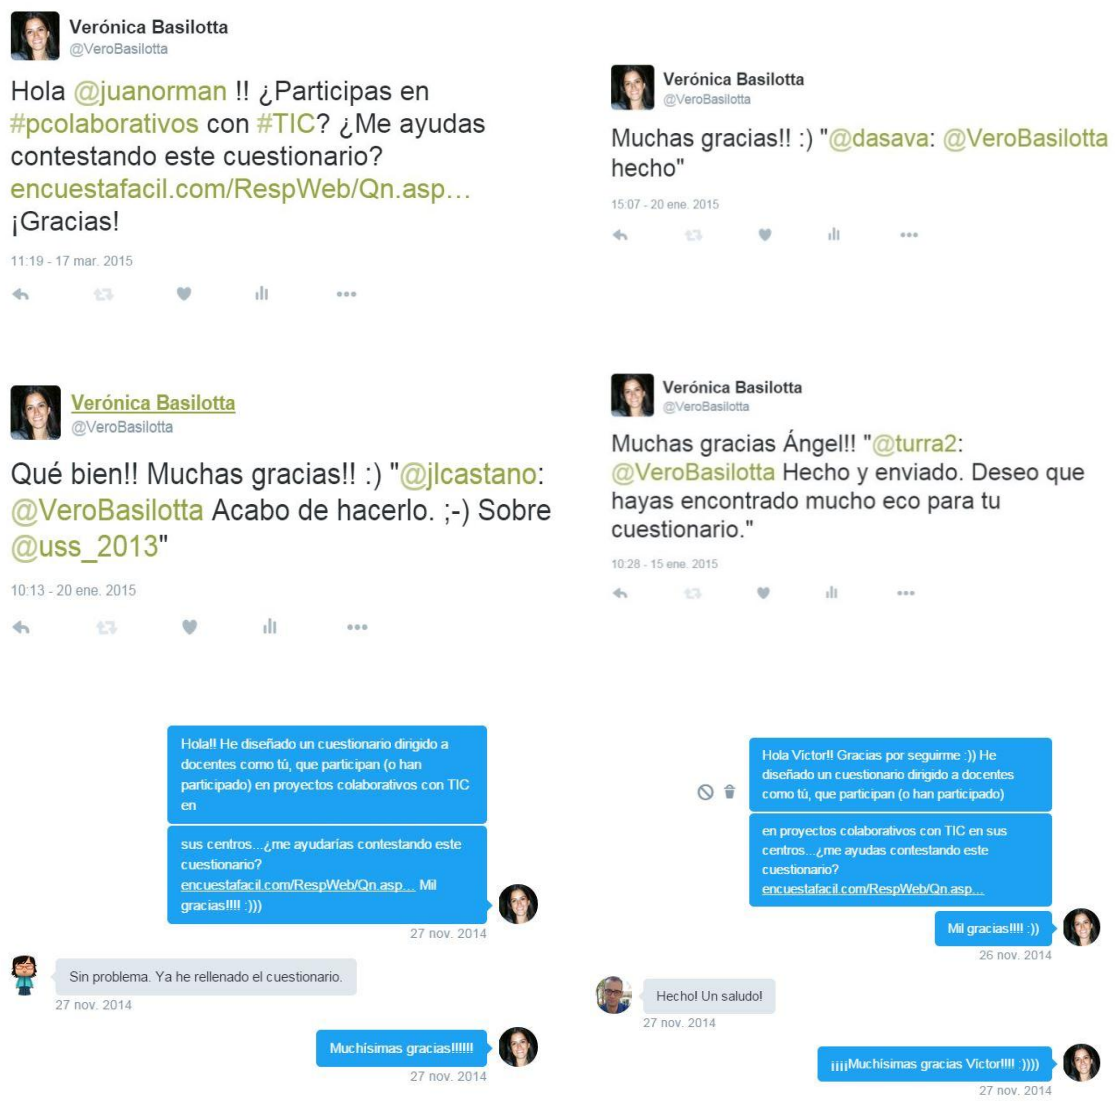 Verónica Basilotta
@VeroBasilotta
Hola @juanorman !! ¿Participas en
#pcolaborativos con #TIC? ¿Me ayudas
contestando este cuestionario?
encuestafacil.com/RespWeb/Qn.asp…
¡Gracias!
11:19 - 17 mar. 2015
Verónica Basilotta
@VeroBasilotta
Muchas gracias!! :) "@dasava: @VeroBasilotta
hecho"
15:07 - 20 ene. 2015
Verónica Basilotta
@VeroBasilotta
Qué bien!! Muchas gracias!! :) "@jlcastano:
@VeroBasilotta Acabo de hacerlo. ;-) Sobre
@uss_2013"
10:13 - 20 ene. 2015
Verónica Basilotta
@VeroBasilotta
Muchas gracias Ángel!! "@turra2:
@VeroBasilotta Hecho y enviado. Deseo que
hayas encontrado mucho eco para tu
cuestionario."
10:28 - 15 ene. 2015
Hola!! He diseñado un cuestionario dirigido a
docentes como tú, que participan (o han
participado) en proyectos colaborativos con TIC
en
sus centros...¿me ayudarías contestando este
cuestionario?
encuestafacil.com/RespWeb/Qn.asp… Mil
gracias!!!! :)))
27 nov. 2014
Sin problema. Ya he rellenado el cuestionario.
27 nov. 2014
Muchísimas gracias!!!!!!
27 nov. 2014
Hola Víctor!! Gracias por seguirme :)) He
diseñado un cuestionario dirigido a docentes
como tú, que participan (o han participado)
en proyectos colaborativos con TIC en sus
centros...¿me ayudas contestando este
cuestionario?
encuestafacil.com/RespWeb/Qn.asp…
Mil gracias!!!! :))
26 nov. 2014
Hecho! Un saludo!
27 nov. 2014
¡¡¡¡Muchísimas gracias Víctor!!!! :))))
27 nov. 2014